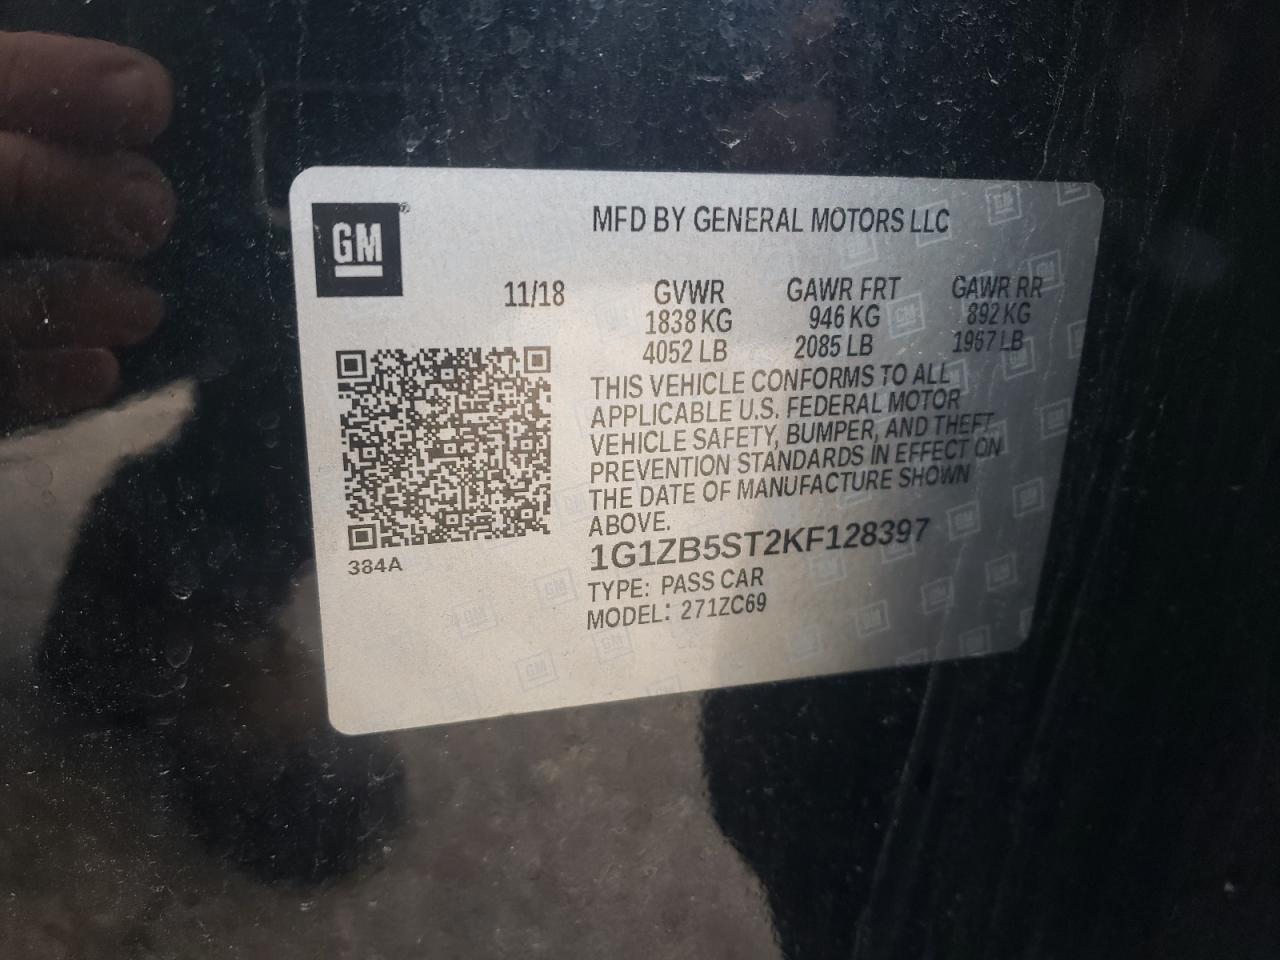 GM
MFD BY GENERAL MOTORS LLC
11/18 GVWR GAWR FRT GAWR RR
1838 KG 946 KG 892 KG
4052 LB 2085 LB 1967 LB
THIS VEHICLE CONFORMS TO ALL
APPLICABLE U.S. FEDERAL MOTOR
VEHICLE SAFETY, BUMPER, AND THEFT
PREVENTION STANDARDS IN EFFECT ON
THE DATE OF MANUFACTURE SHOWN
ABOVE.
1G1ZB5ST2KF128397
384A
TYPE: PASS CAR
MODEL: 271ZC69